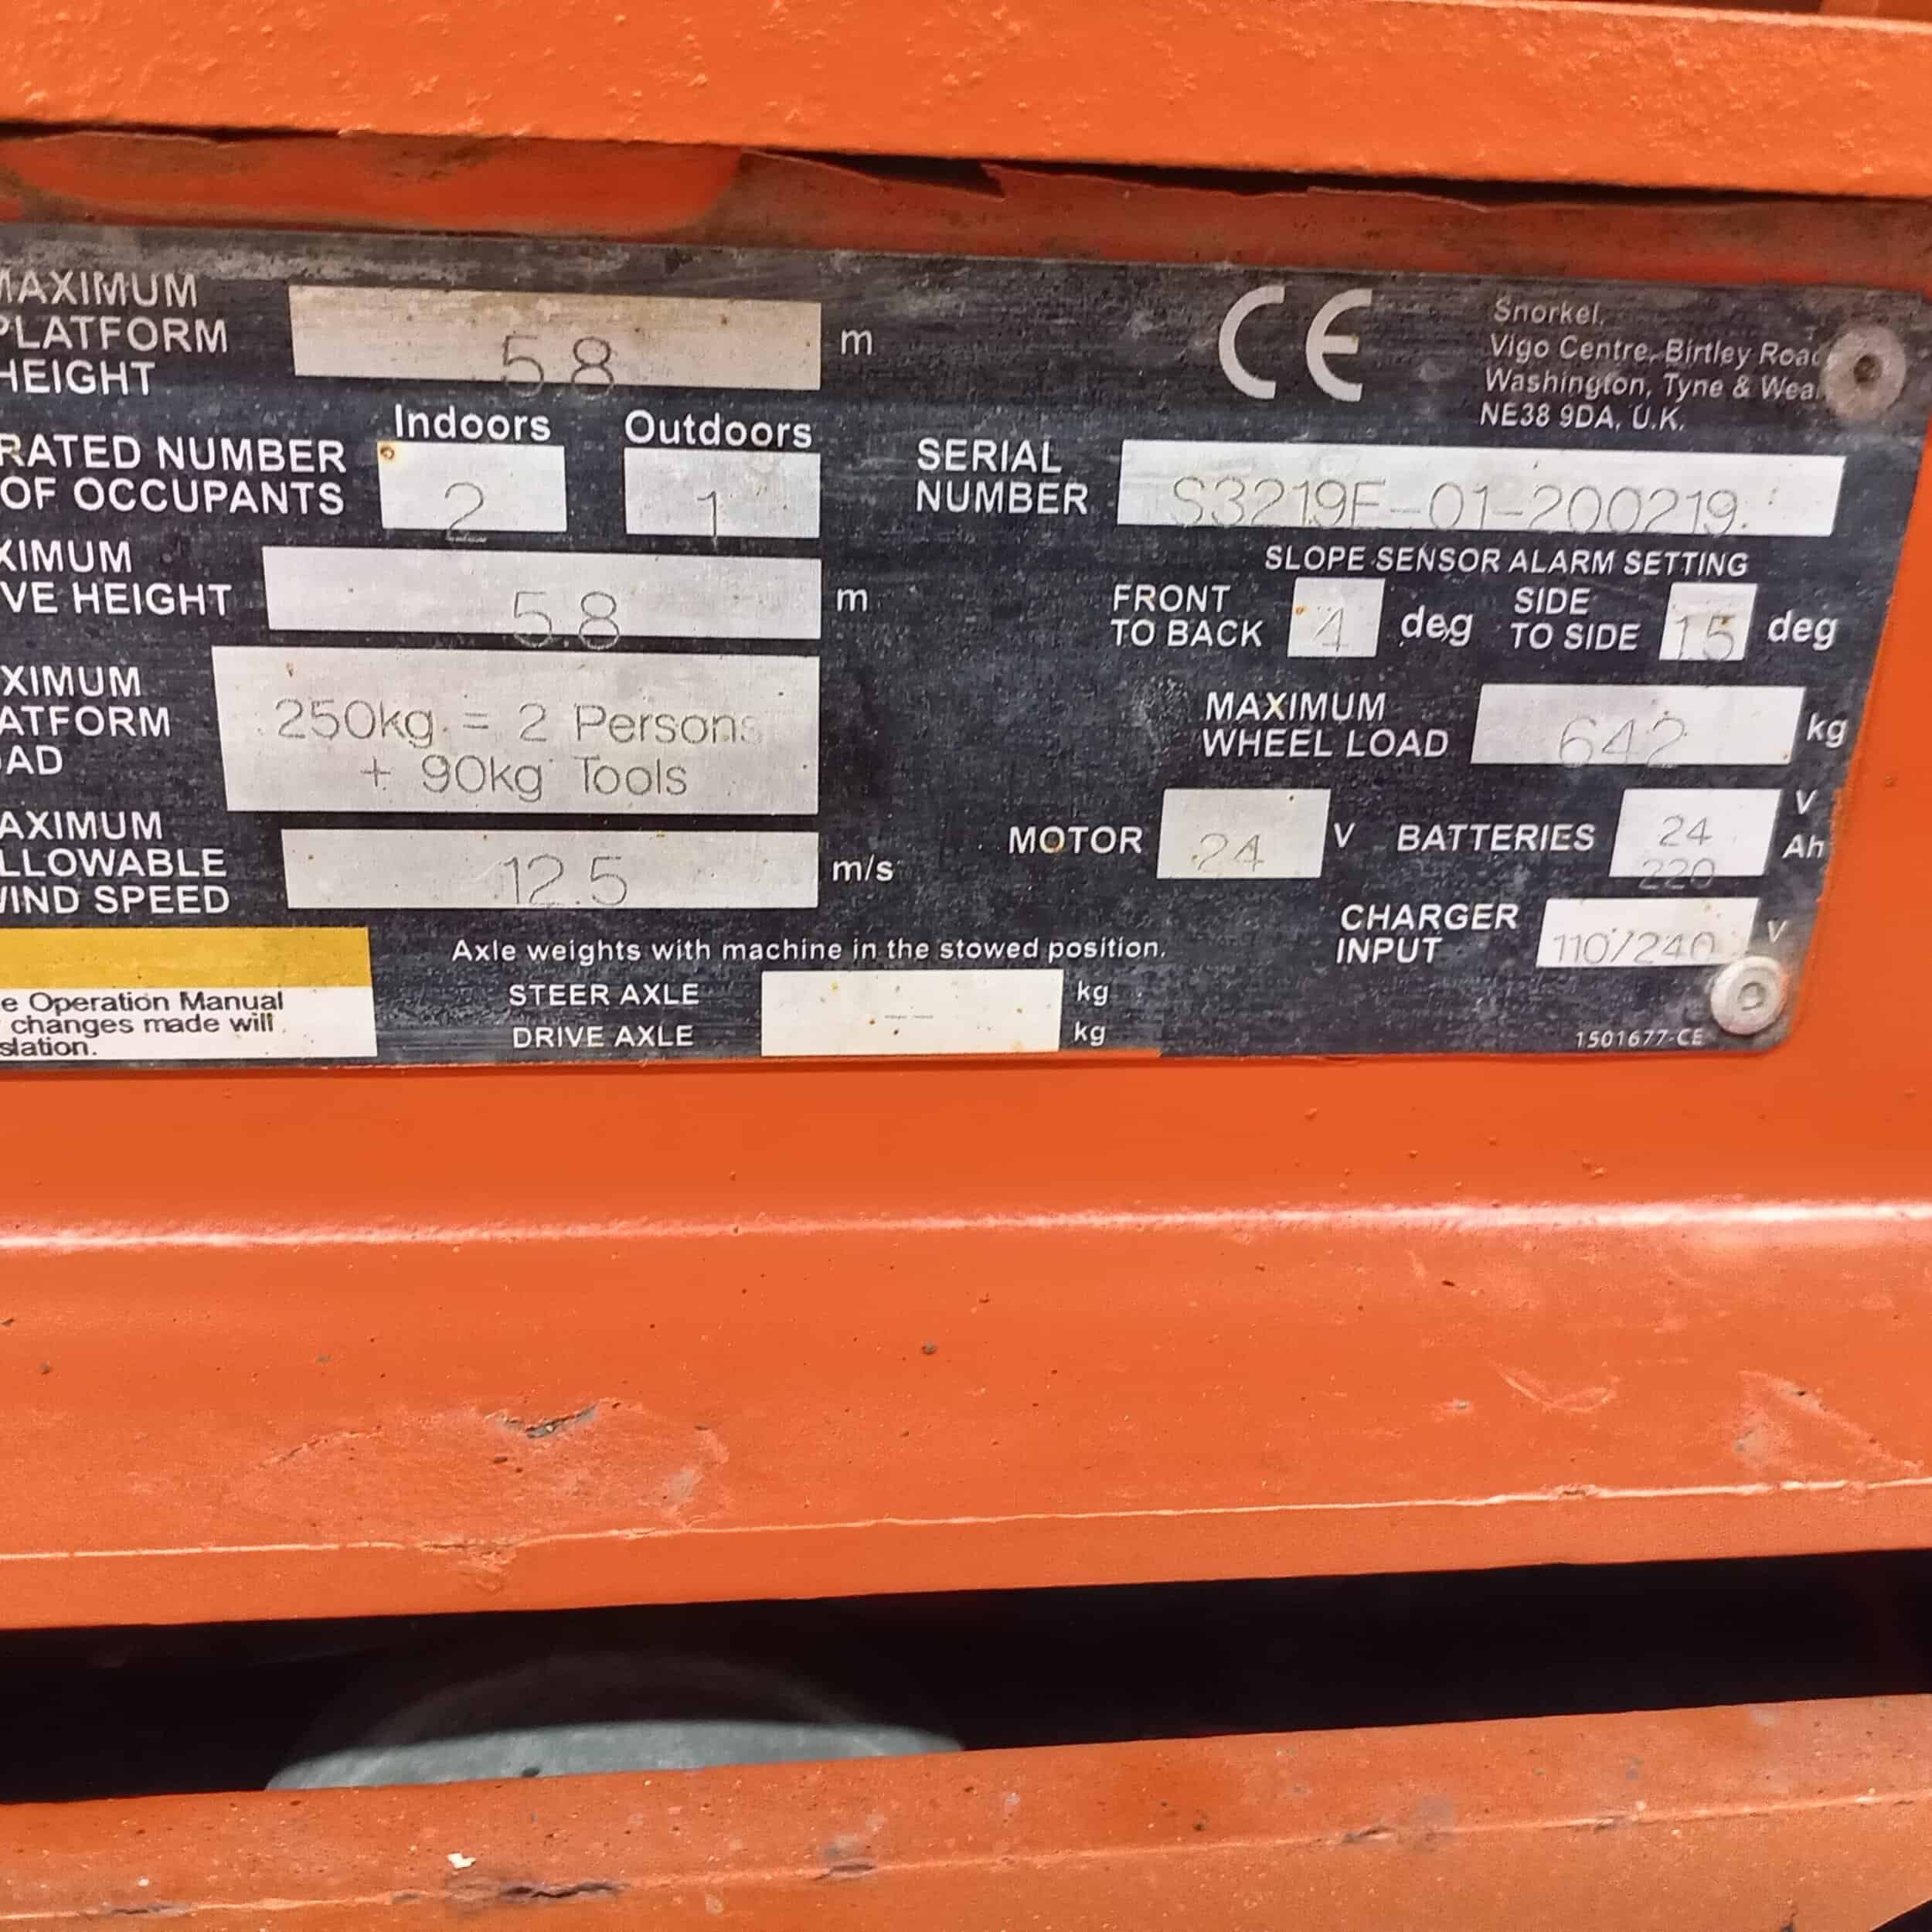 MAXIMUM
PLATFORM
HEIGHT
5.8 m
Indoors Outdoors
RATED NUMBER
OF OCCUPANTS
2 1
XIMUM
VE HEIGHT
5.8 m
XIMUM
ATFORM
AD
250kg = 2 Persons
+ 90kg Tools
AXIMUM
LLOWABLE
WIND SPEED
12.5 m/s
e Operation Manual
changes made will
slation.
Axle weights with machine in the stowed position.
STEER AXLE kg
DRIVE AXLE kg
CE
Snorkel,
Vigo Centre, Birtley Road
Washington, Tyne & Wea
NE38 9DA, U.K.
SERIAL
NUMBER
S3219E-01-200219
SLOPE SENSOR ALARM SETTING
FRONT
TO BACK
4 deg
SIDE
TO SIDE
1.5 deg
MAXIMUM
WHEEL LOAD
642 kg
MOTOR 24 V
BATTERIES 24 V
220 Ah
CHARGER
INPUT
110/240 V
1501677-CE